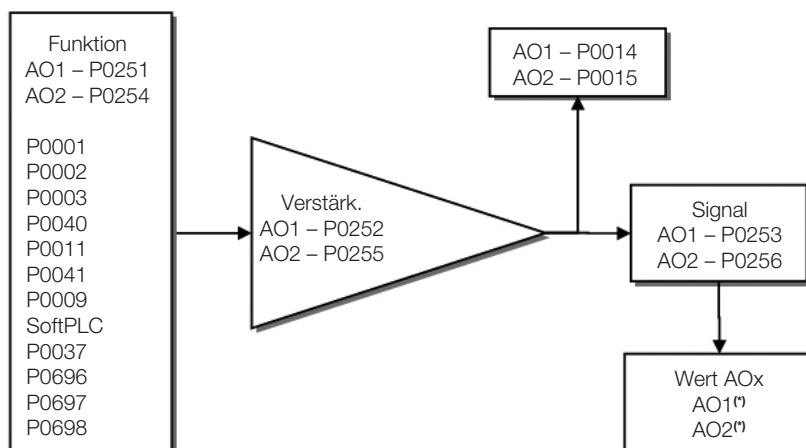 Funktion
AO1 – P0251
AO2 – P0254
P0001
P0002
P0003
P0040
P0011
P0041
P0009
SoftPLC
P0037
P0696
P0697
P0698
Verstärk.
AO1 – P0252
AO2 – P0255
AO1 – P0014
AO2 – P0015
Signal
AO1 – P0253
AO2 – P0256
Wert AOx
AO1(*)
AO2(*)